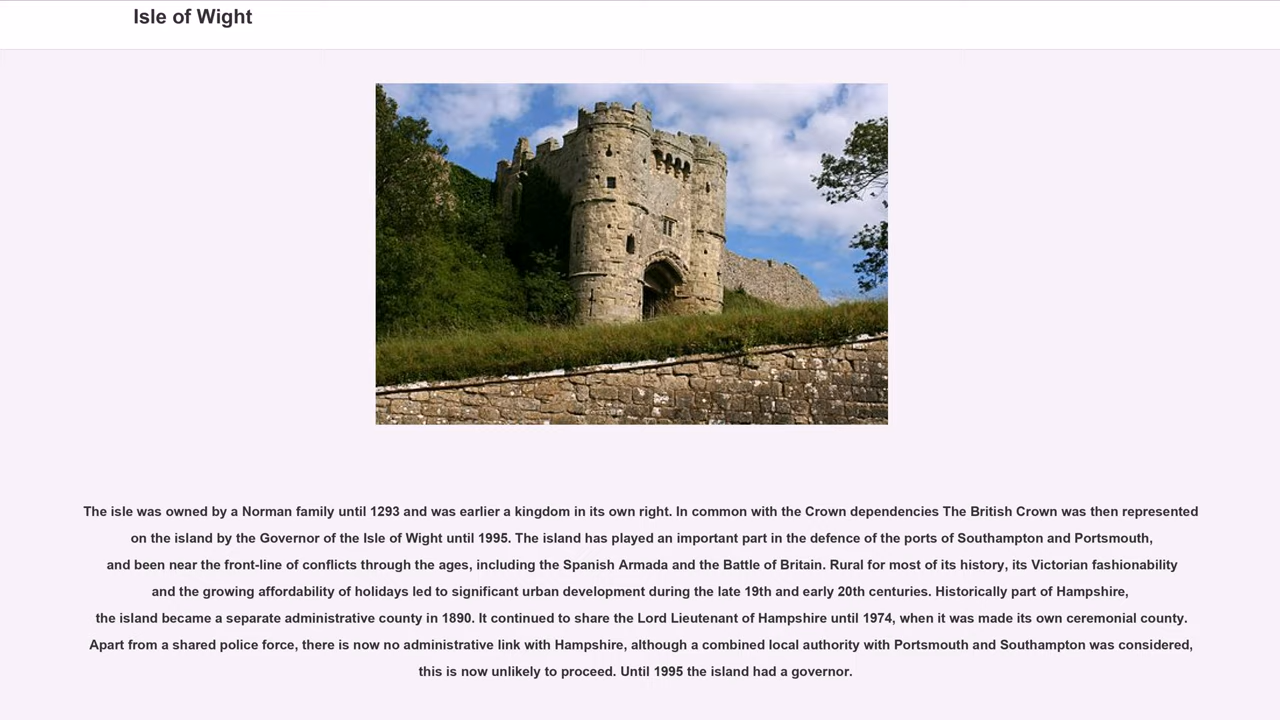 Isle of Wight
The isle was owned by a Norman family until 1293 and was earlier a kingdom in its own right. In common with the Crown dependencies The British Crown was then represented
on the island by the Governor of the Isle of Wight until 1995. The island has played an important part in the defence of the ports of Southampton and Portsmouth,
and been near the front-line of conflicts through the ages, including the Spanish Armada and the Battle of Britain. Rural for most of its history, its Victorian fashionability
and the growing affordability of holidays led to significant urban development during the late 19th and early 20th centuries. Historically part of Hampshire,
the island became a separate administrative county in 1890. It continued to share the Lord Lieutenant of Hampshire until 1974, when it was made its own ceremonial county.
Apart from a shared police force, there is now no administrative link with Hampshire, although a combined local authority with Portsmouth and Southampton was considered,
this is now unlikely to proceed. Until 1995 the island had a governor.